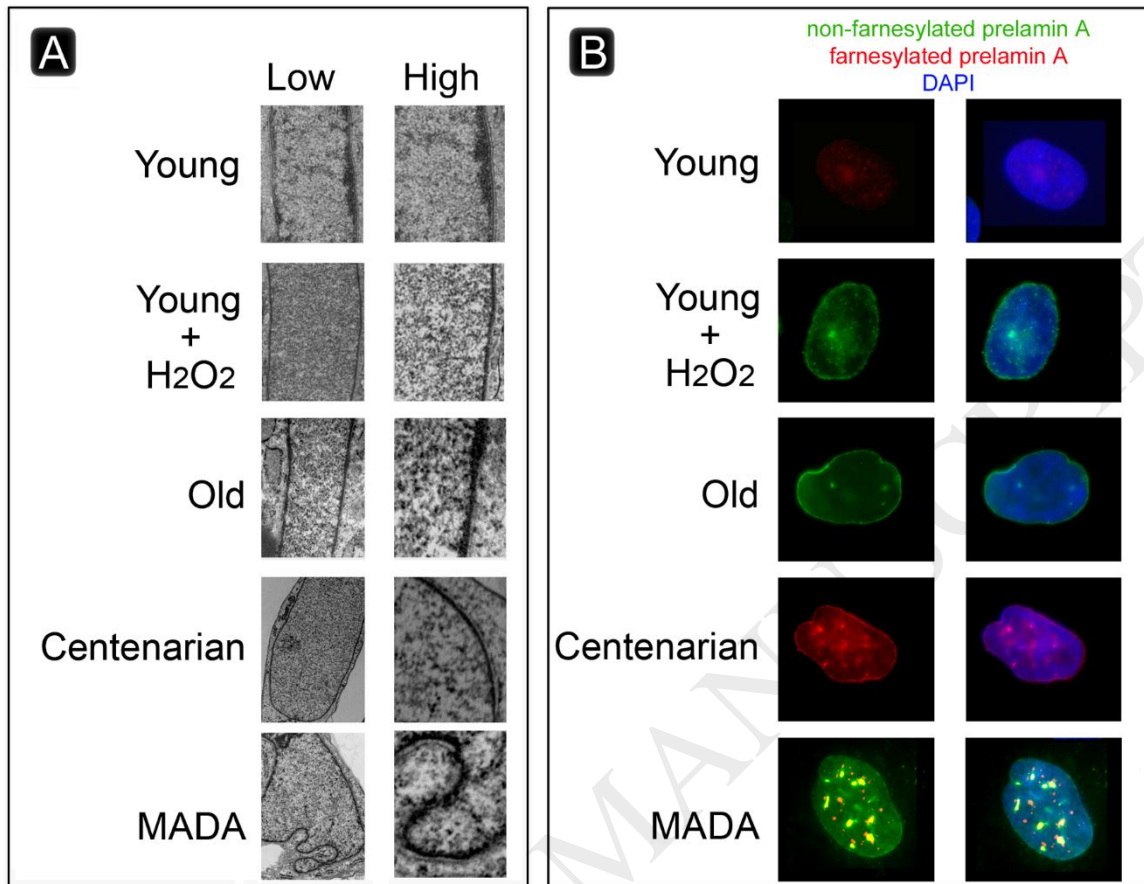 A
Low High
Young
Young
+
H2O2
Old
Centenarian
MADA
B
non-farnesylated prelamin A
farnesylated prelamin A
DAPI
Young
Young
+
H2O2
Old
Centenarian
MADA